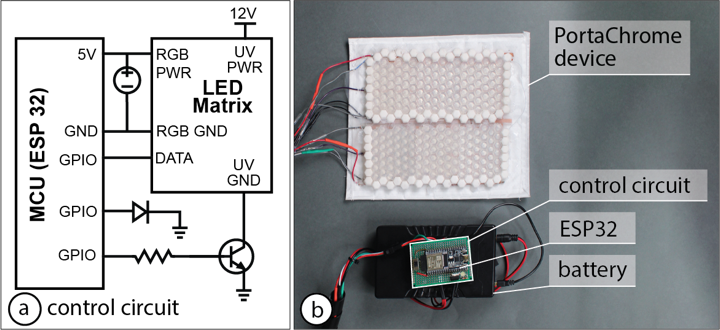 12V
5V
RGB
PWR
UV
PWR
LED
Matrix
MCU (ESP 32)
GND
RGB GND
GPIO
DATA
UV
GND
GPIO
GPIO
a control circuit
PortaChrome
device
control circuit
ESP32
battery
b